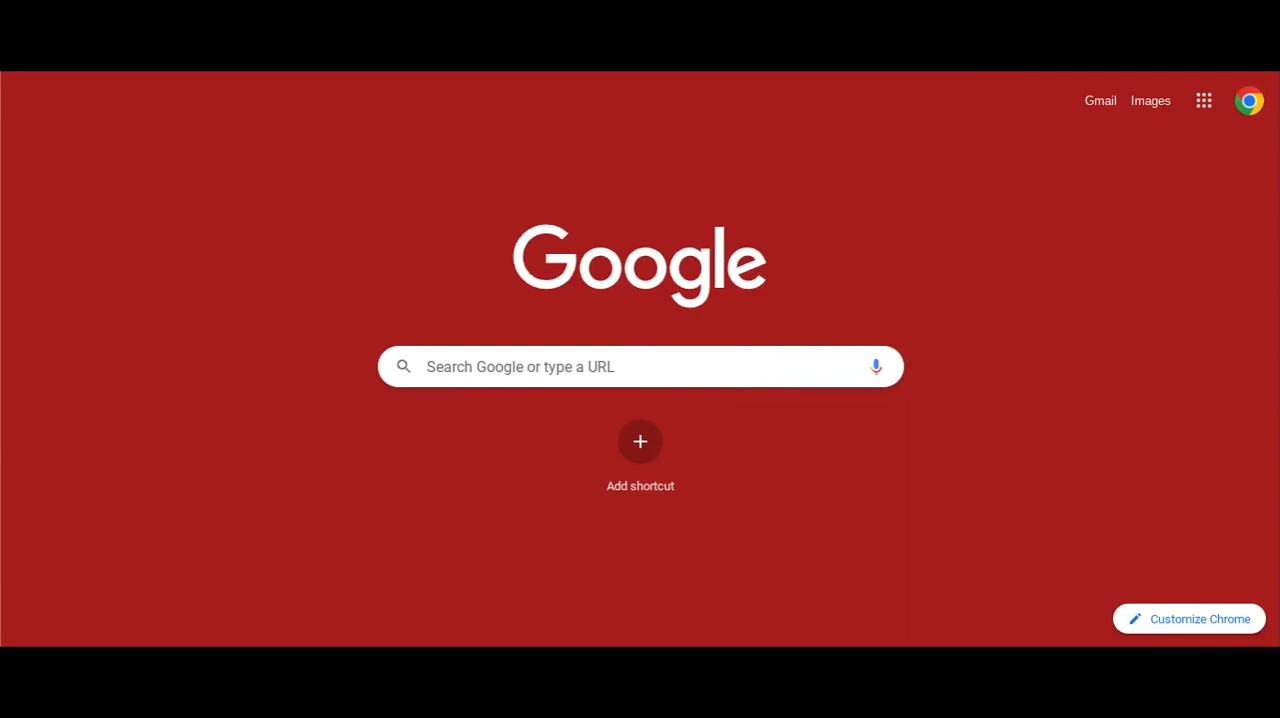 Gmail Images
Google
Search Google or type a URL
Add shortcut
Customize Chrome